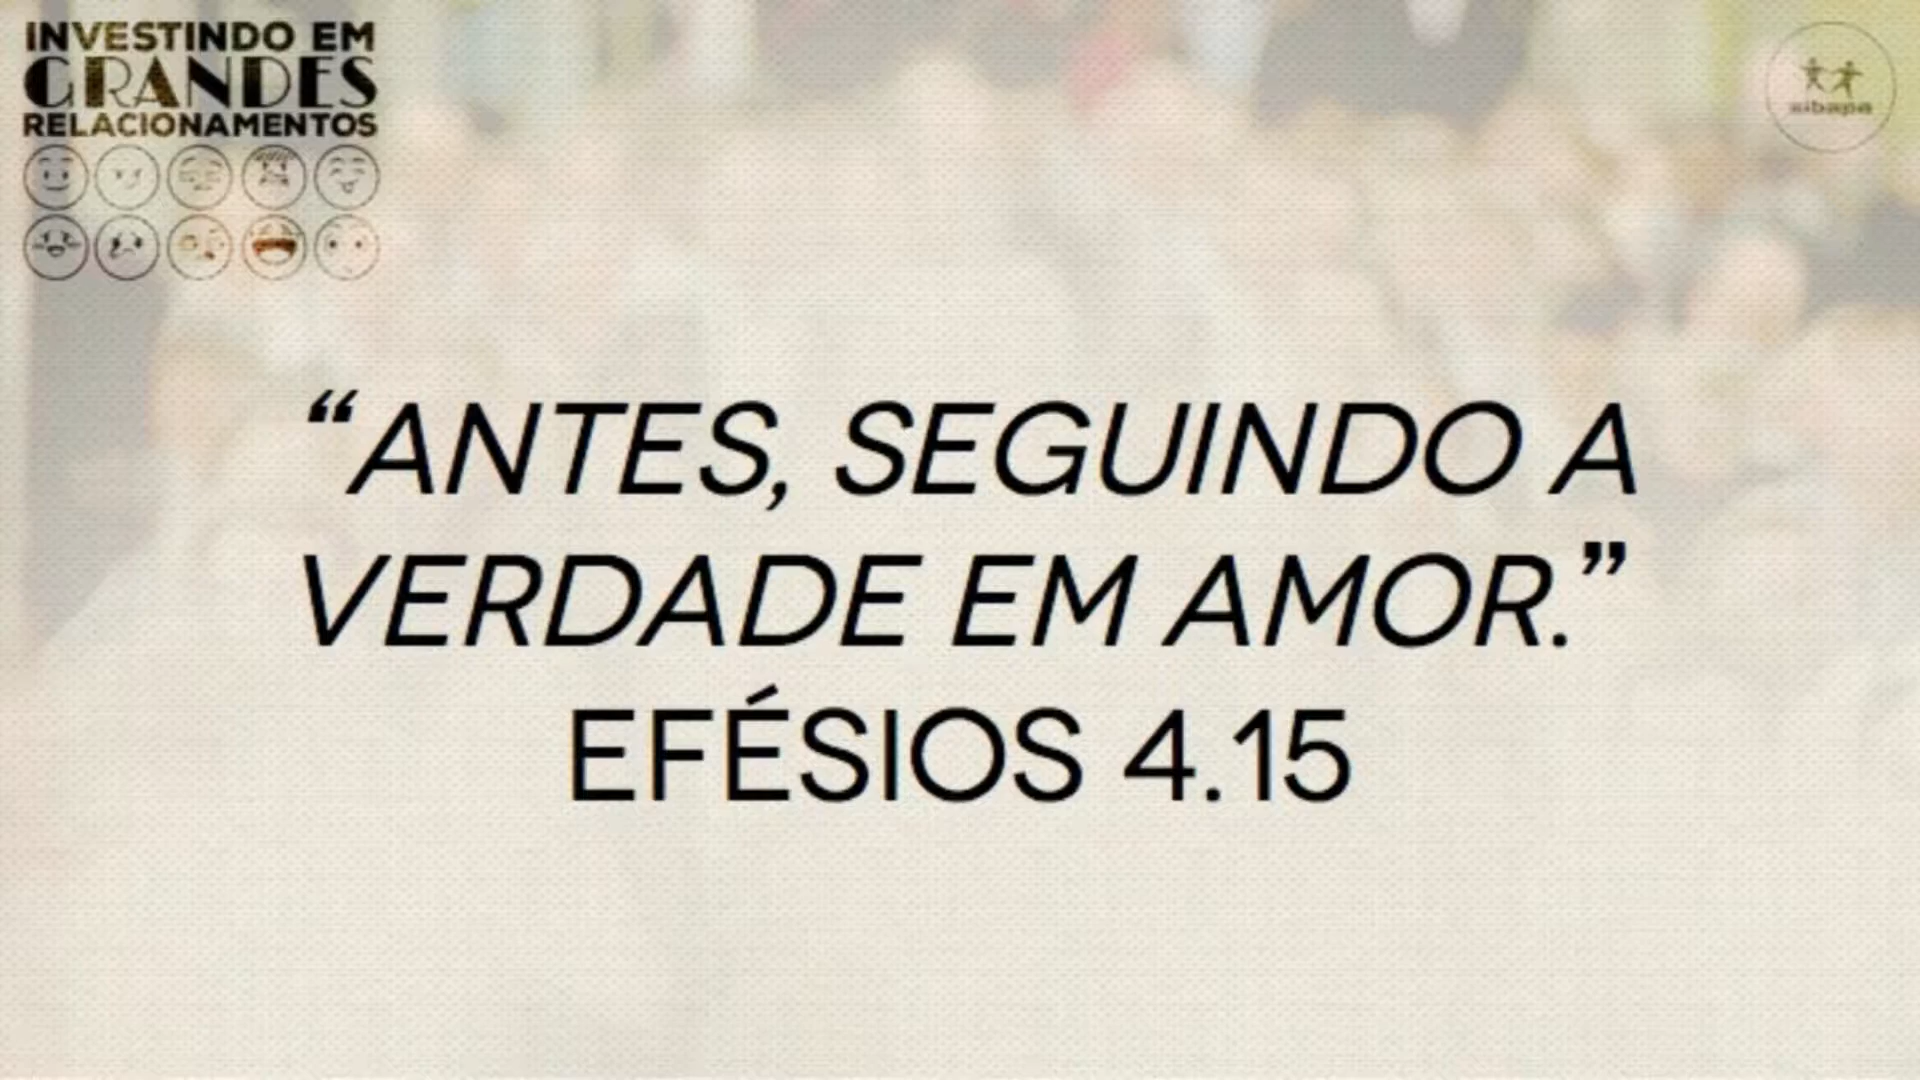 INVESTINDO EM
GRANDES
RELACIONAMENTOS
“ANTES, SEGUINDO A
VERDADE EM AMOR.”
EFÉSIOS 4.15